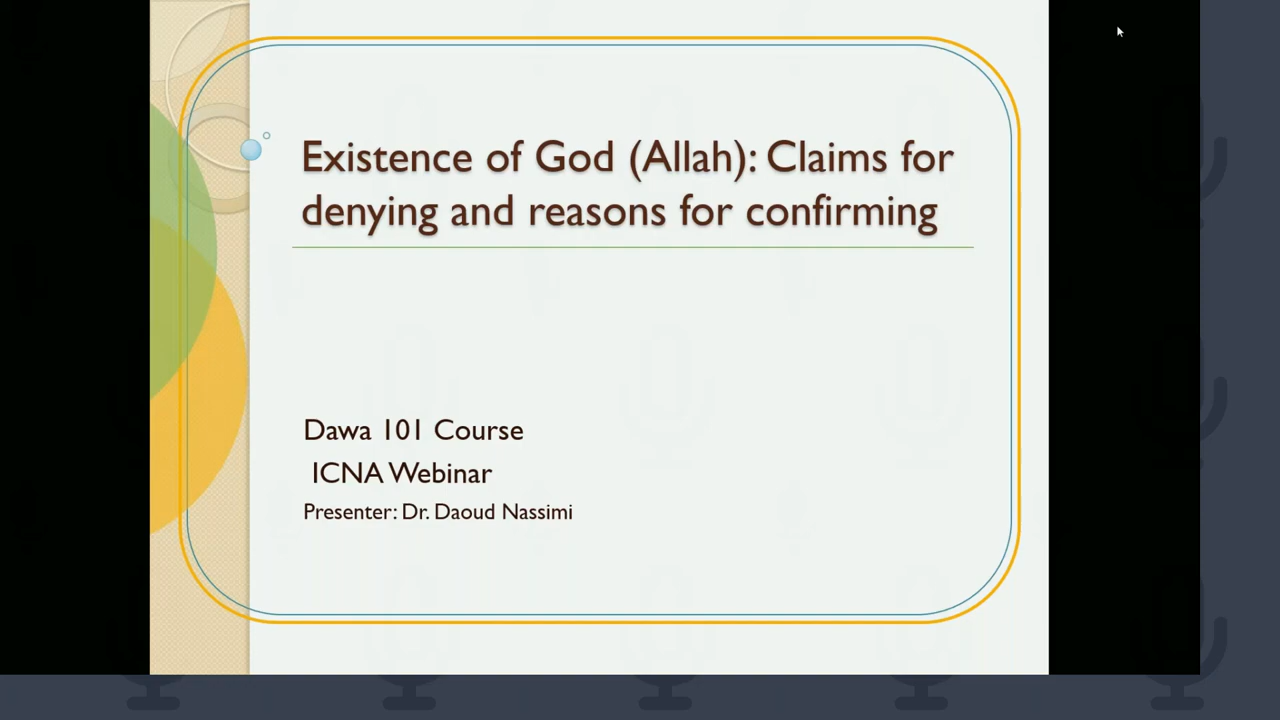 Existence of God (Allah): Claims for
denying and reasons for confirming
Dawa 101 Course
ICNA Webinar
Presenter: Dr. Daoud Nassimi